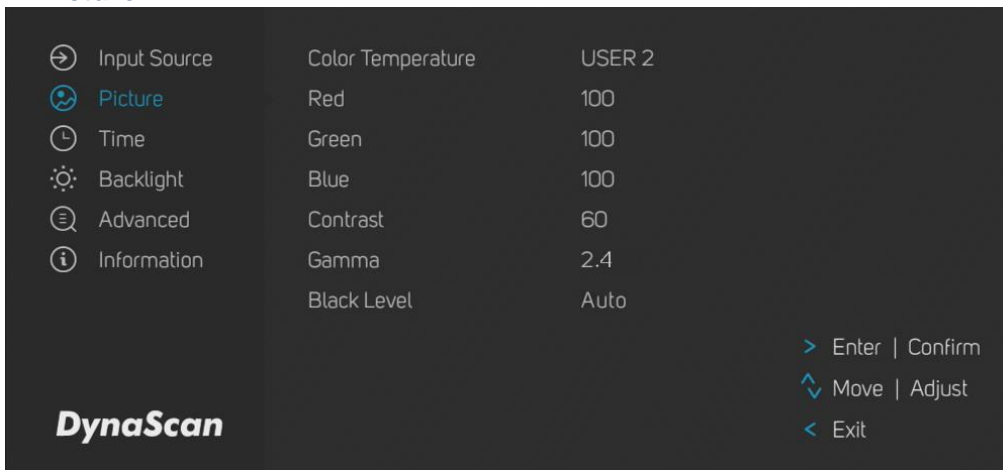 Input Source Color Temperature USER 2
Picture Red 100
Time Green 100
Backlight Blue 100
Advanced Contrast 60
Information Gamma 2.4
Black Level Auto
> Enter | Confirm
Move | Adjust
DynaScan
< Exit